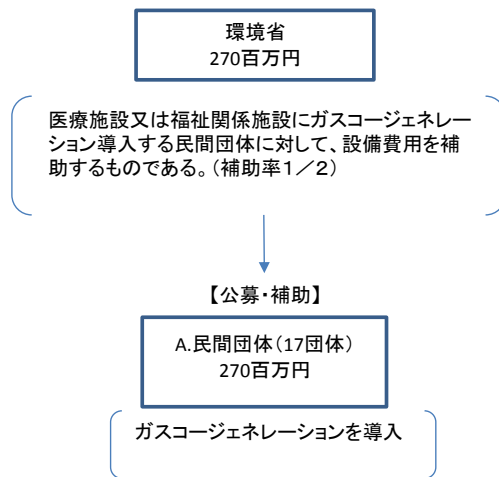 環境省
270百万円
医療施設又は福祉関係施設にガスコージェネレー
ション導入する民間団体に対して、設備費用を補
助するものである。(補助率1／2)
【公募・補助】
A.民間団体(17団体)
270百万円
ガスコージェネレーションを導入